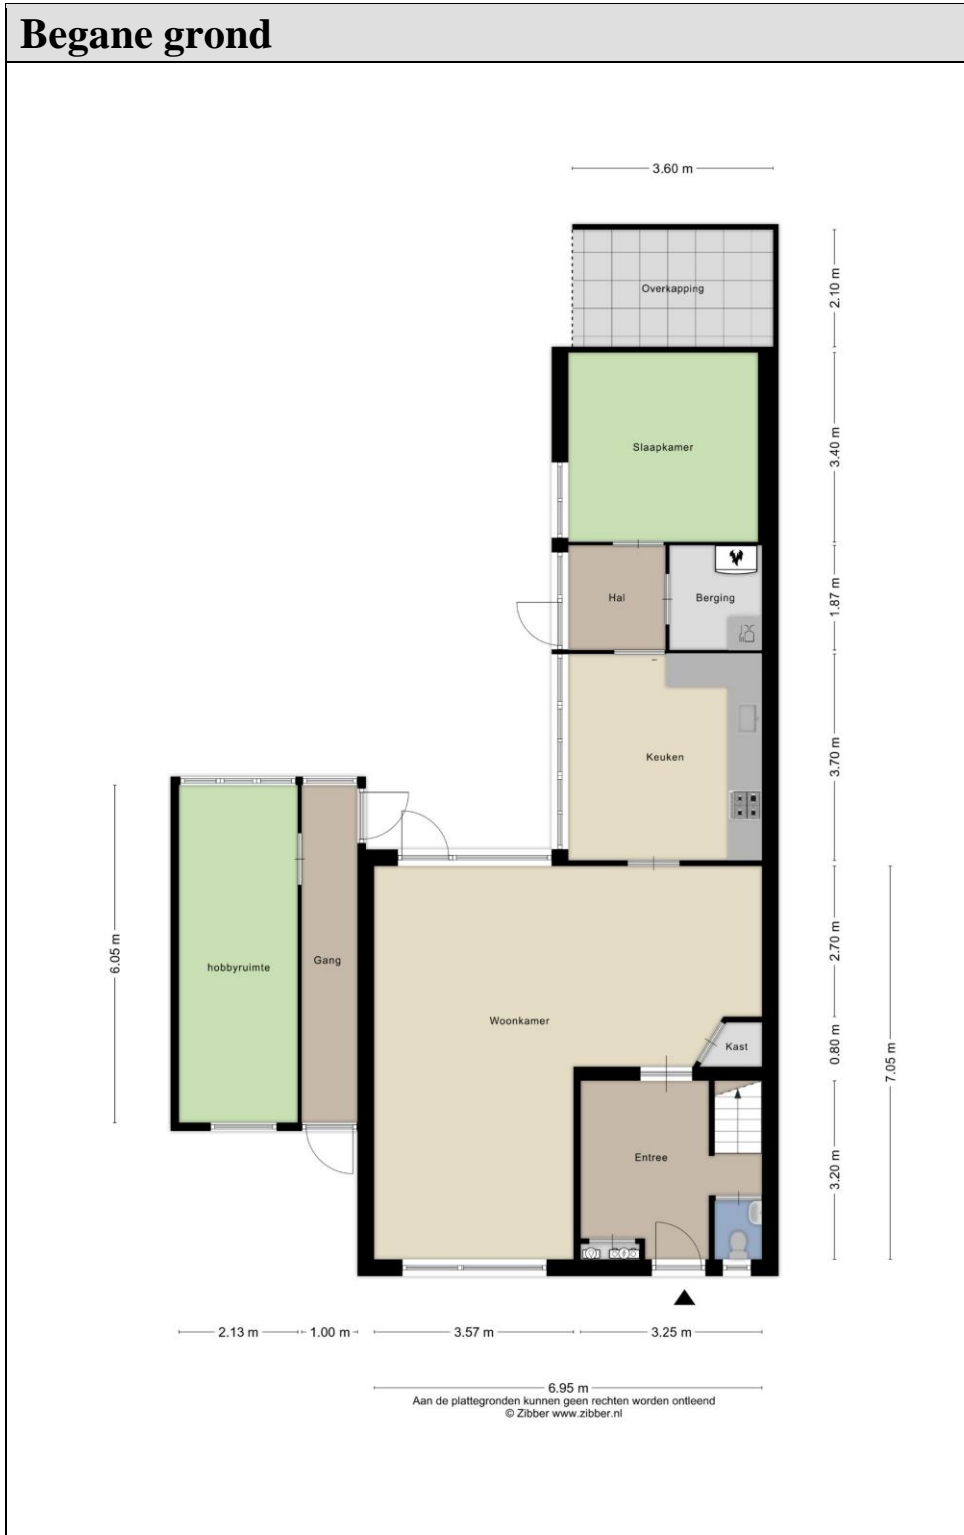 Begane grond
3.60 m
Overkapping
2.10 m
Slaapkamer
3.40 m
Hal
Berging
1.87 m
Keuken
3.70 m
hobbyruimte
Gang
6.05 m
Woonkamer
2.70 m
Kast
0.80 m
7.05 m
Entree
3.20 m
2.13 m
1.00 m
3.57 m
3.25 m
6.95 m
Aan de plattegronden kunnen geen rechten worden ontleend
© Zibber www.zibber.nl